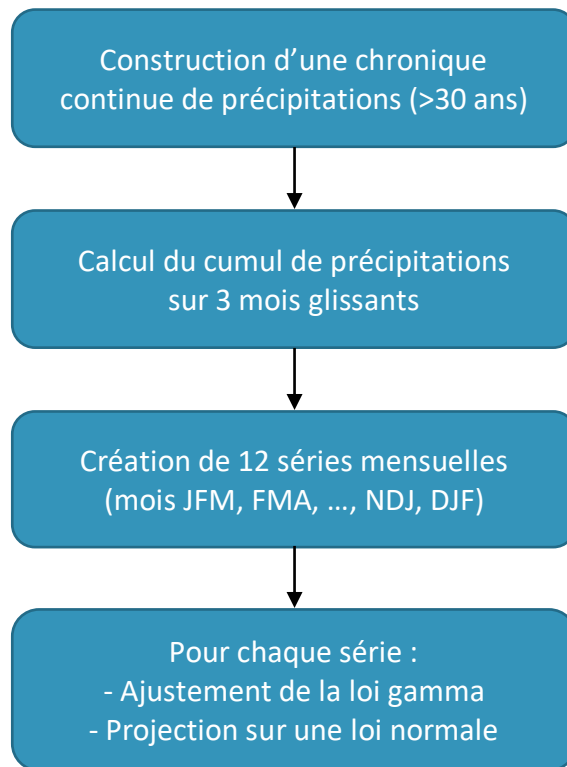 Construction d’une chronique
continue de précipitations (>30 ans)
Calcul du cumul de précipitations
sur 3 mois glissants
Création de 12 séries mensuelles
(mois JFM, FMA, …, NDJ, DJF)
Pour chaque série :
- Ajustement de la loi gamma
- Projection sur une loi normale